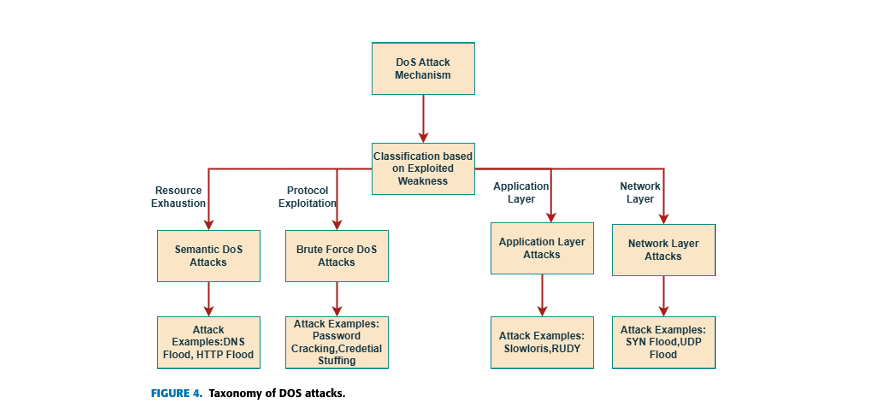 DoS Attack
Mechanism
Classification based
on Exploited
Weakness
Resource
Exhaustion
Protocol
Exploitation
Application
Layer
Network
Layer
Semantic DoS
Attacks
Brute Force DoS
Attacks
Application Layer
Attacks
Network Layer
Attacks
Attack
Examples:DNS
Flood, HTTP Flood
Attack Examples:
Password
Cracking,Credetial
Stuffing
Attack Examples:
Slowloris,RUDY
Attack Examples:
SYN Flood,UDP
Flood
FIGURE 4. Taxonomy of DOS attacks.